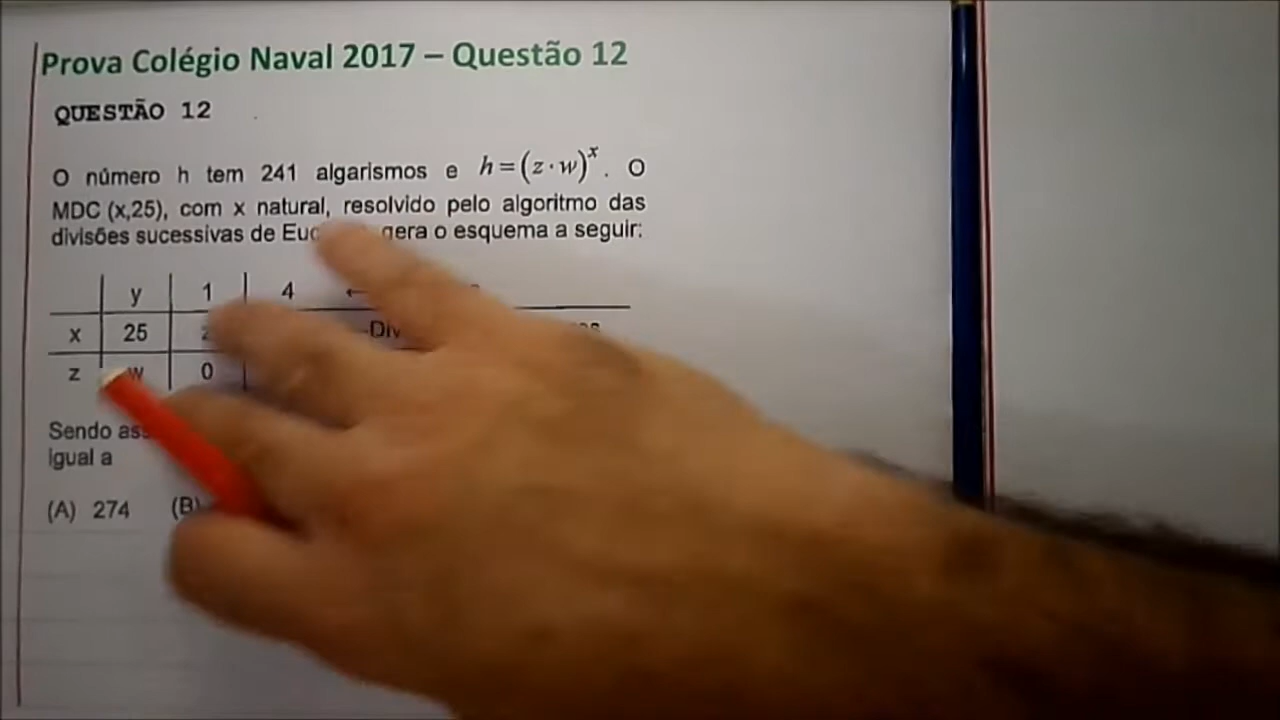 Prova Colégio Naval 2017 – Questão 12
QUESTÃO 12
O número h tem 241 algarismos e h=(z·w)^x. O
MDC (x,25), com x natural, resolvido pelo algoritmo das
divisões sucessivas de gera o esquema a seguir:
y 1 4 ←
x 25
z w 0
Sendo
igual a
(A) 274 (B)